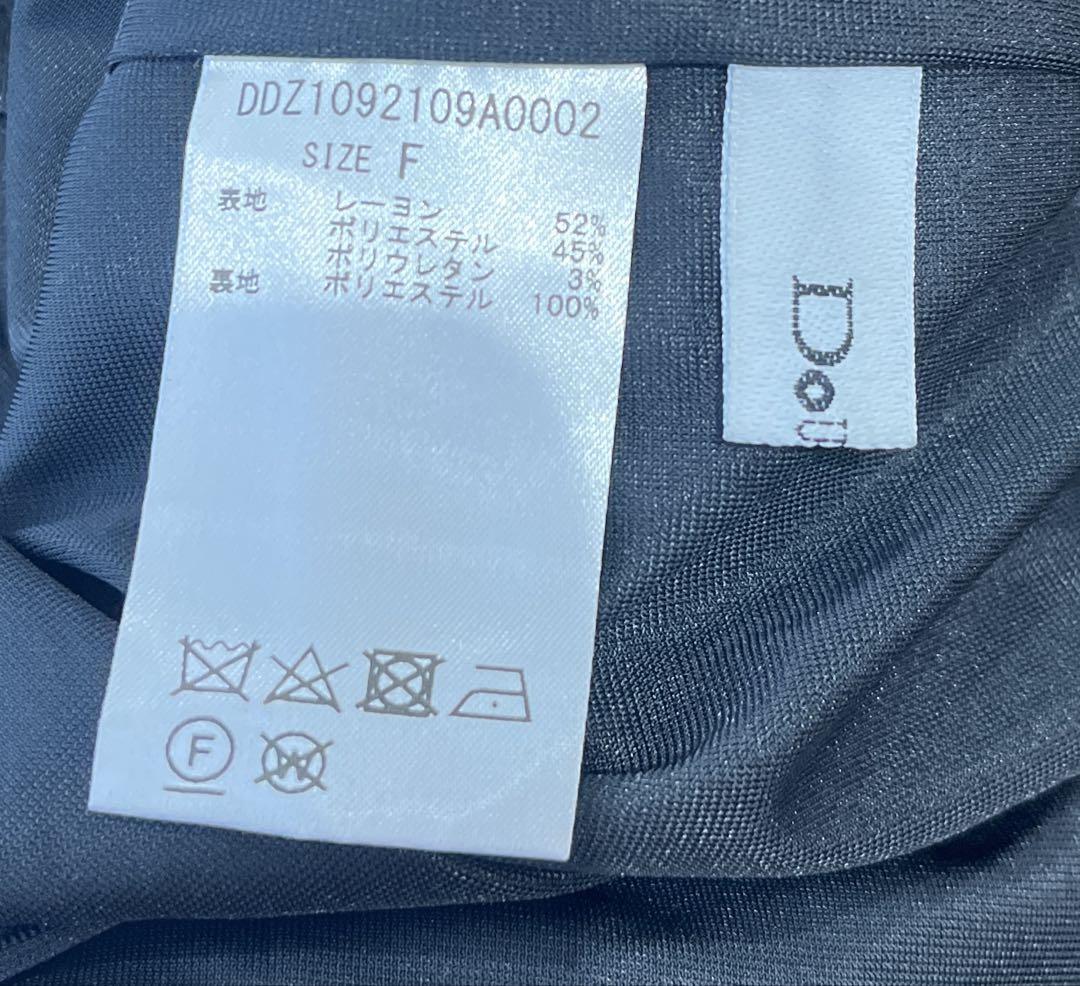 DDZ1092109A0002
SIZE F
表地 レーヨン 52%
ポリエステル 45%
ポリウレタン 3%
裏地 ポリエステル 100%
F
W